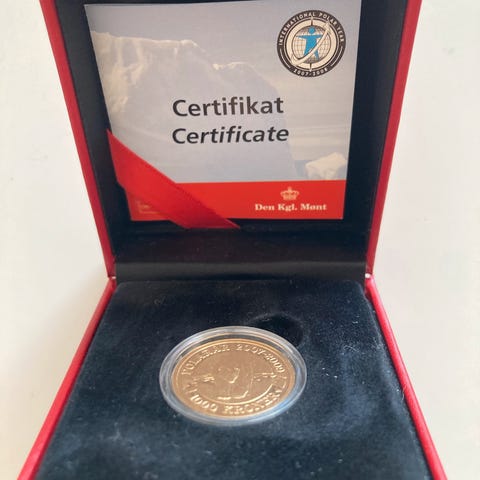 INTERNATIONAL POLAR YEAR
2007-2008
Certifikat
Certificate
Den Kgl. Mønt
POLARÅR 2007-2009
1000 KRONER